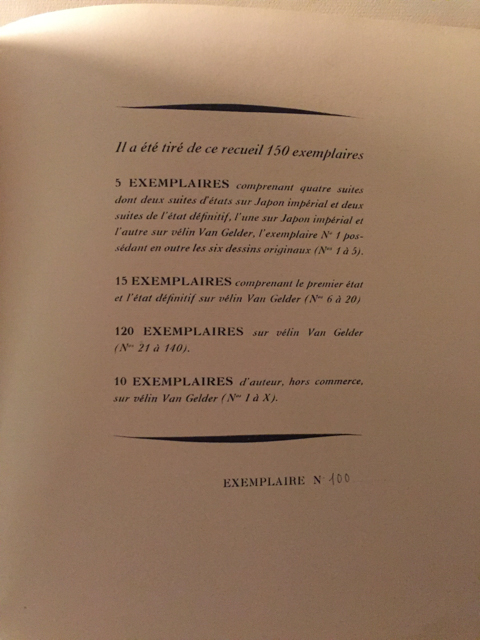 Il a été tiré de ce recueil 150 exemplaires
5 EXEMPLAIRES comprenant quatre suites
dont deux suites d'états sur Japon impérial et deux
suites de l'état définitif, l'une sur Japon impérial et
l'autre sur vélin Van Gelder, l'exemplaire No 1 pos-
sédant en outre les six dessins originaux (Nos 1 à 5).
15 EXEMPLAIRES comprenant le premier état
et l'état définitif sur vélin Van Gelder (Nos 6 à 20)
120 EXEMPLAIRES sur vélin Van Gelder
(Nos 21 à 140).
10 EXEMPLAIRES d'auteur, hors commerce,
sur vélin Van Gelder (Nos I à X).
EXEMPLAIRE No 100